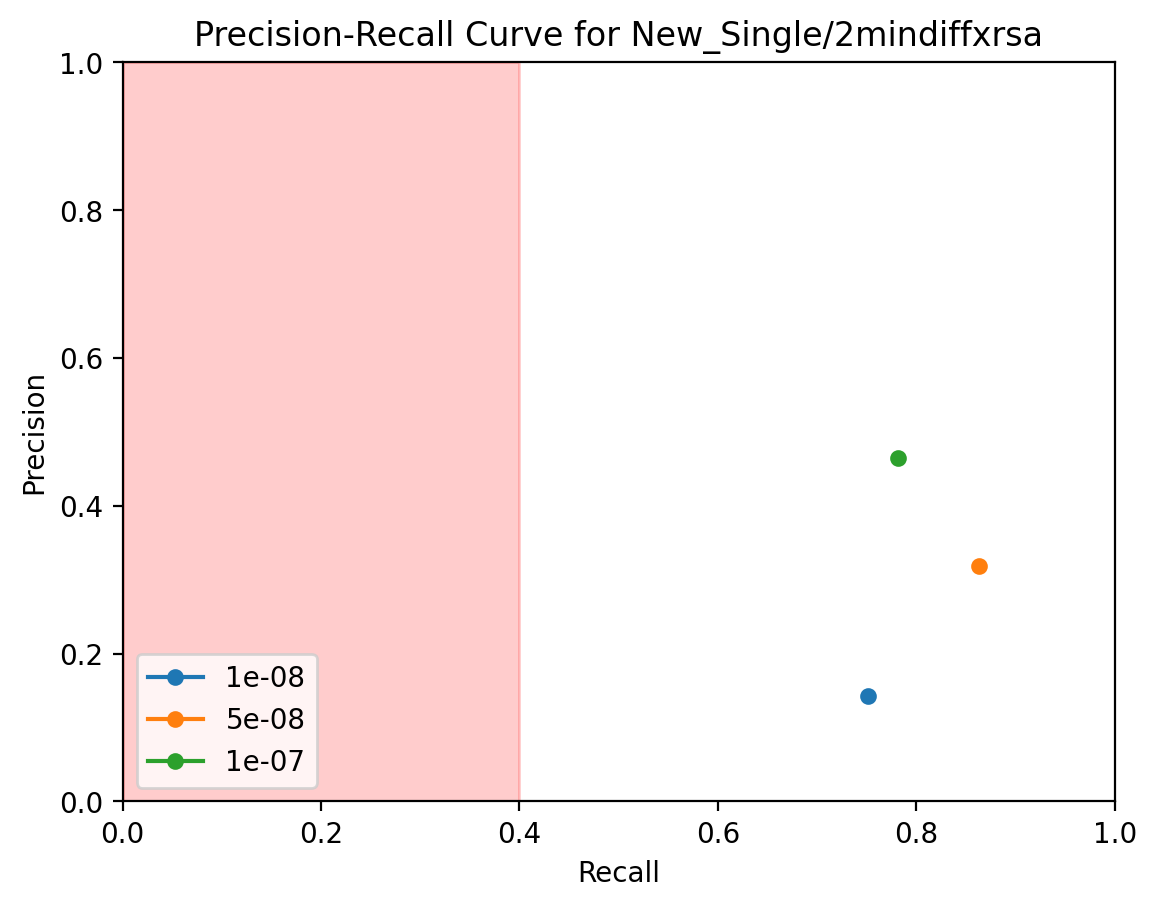 Precision-Recall Curve for New_Single/2mindiffxrsa
1.0
0.8
0.6
0.4
0.2
0.0
Precision
1e-08
5e-08
1e-07
0.0 0.2 0.4 0.6 0.8 1.0
Recall